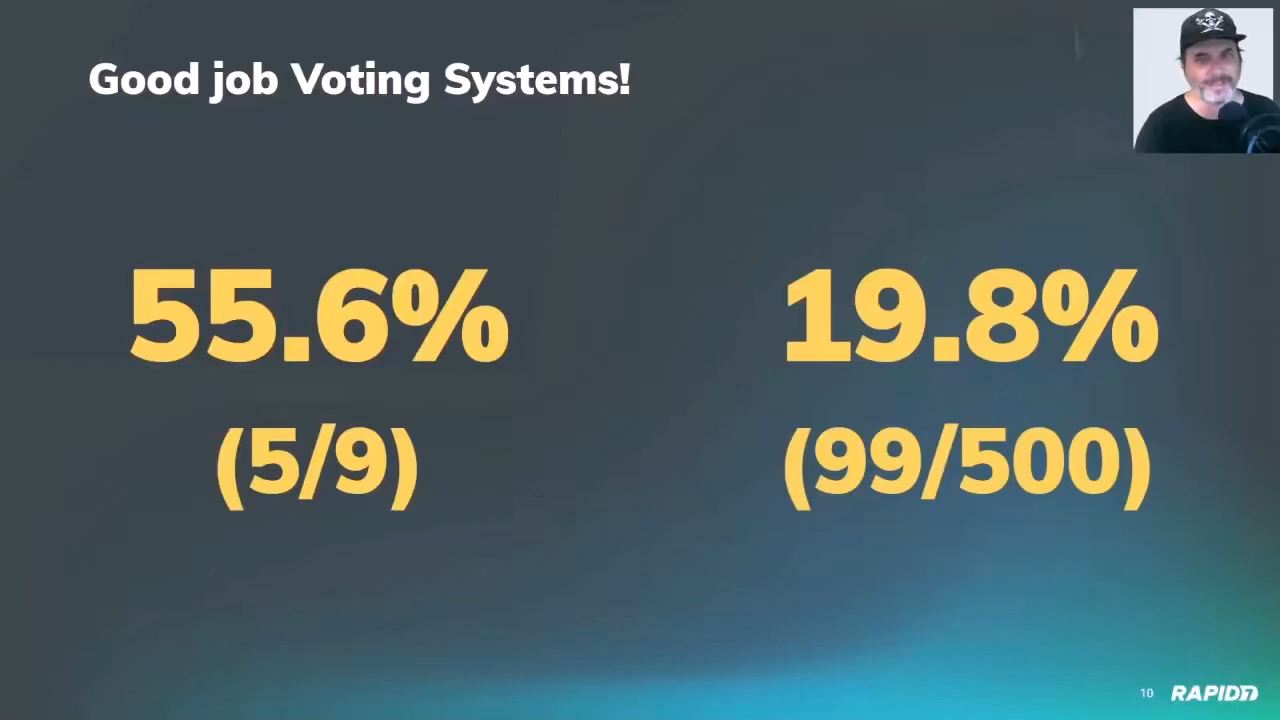 Good job Voting Systems!
55.6%
19.8%
(5/9)
(99/500)
10
RAPID7